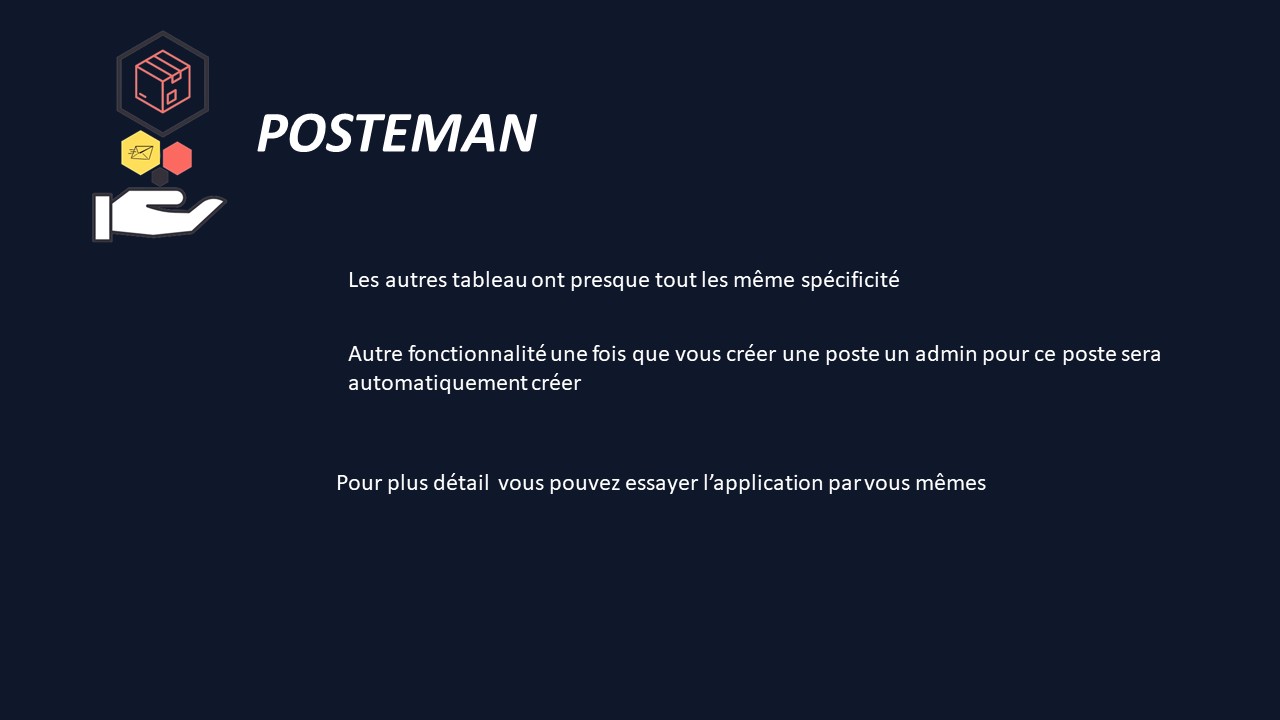 POSTEMAN
Les autres tableau ont presque tout les même spécificité
Autre fonctionnalité une fois que vous créer une poste un admin pour ce poste sera
automatiquement créer
Pour plus détail vous pouvez essayer l’application par vous mêmes